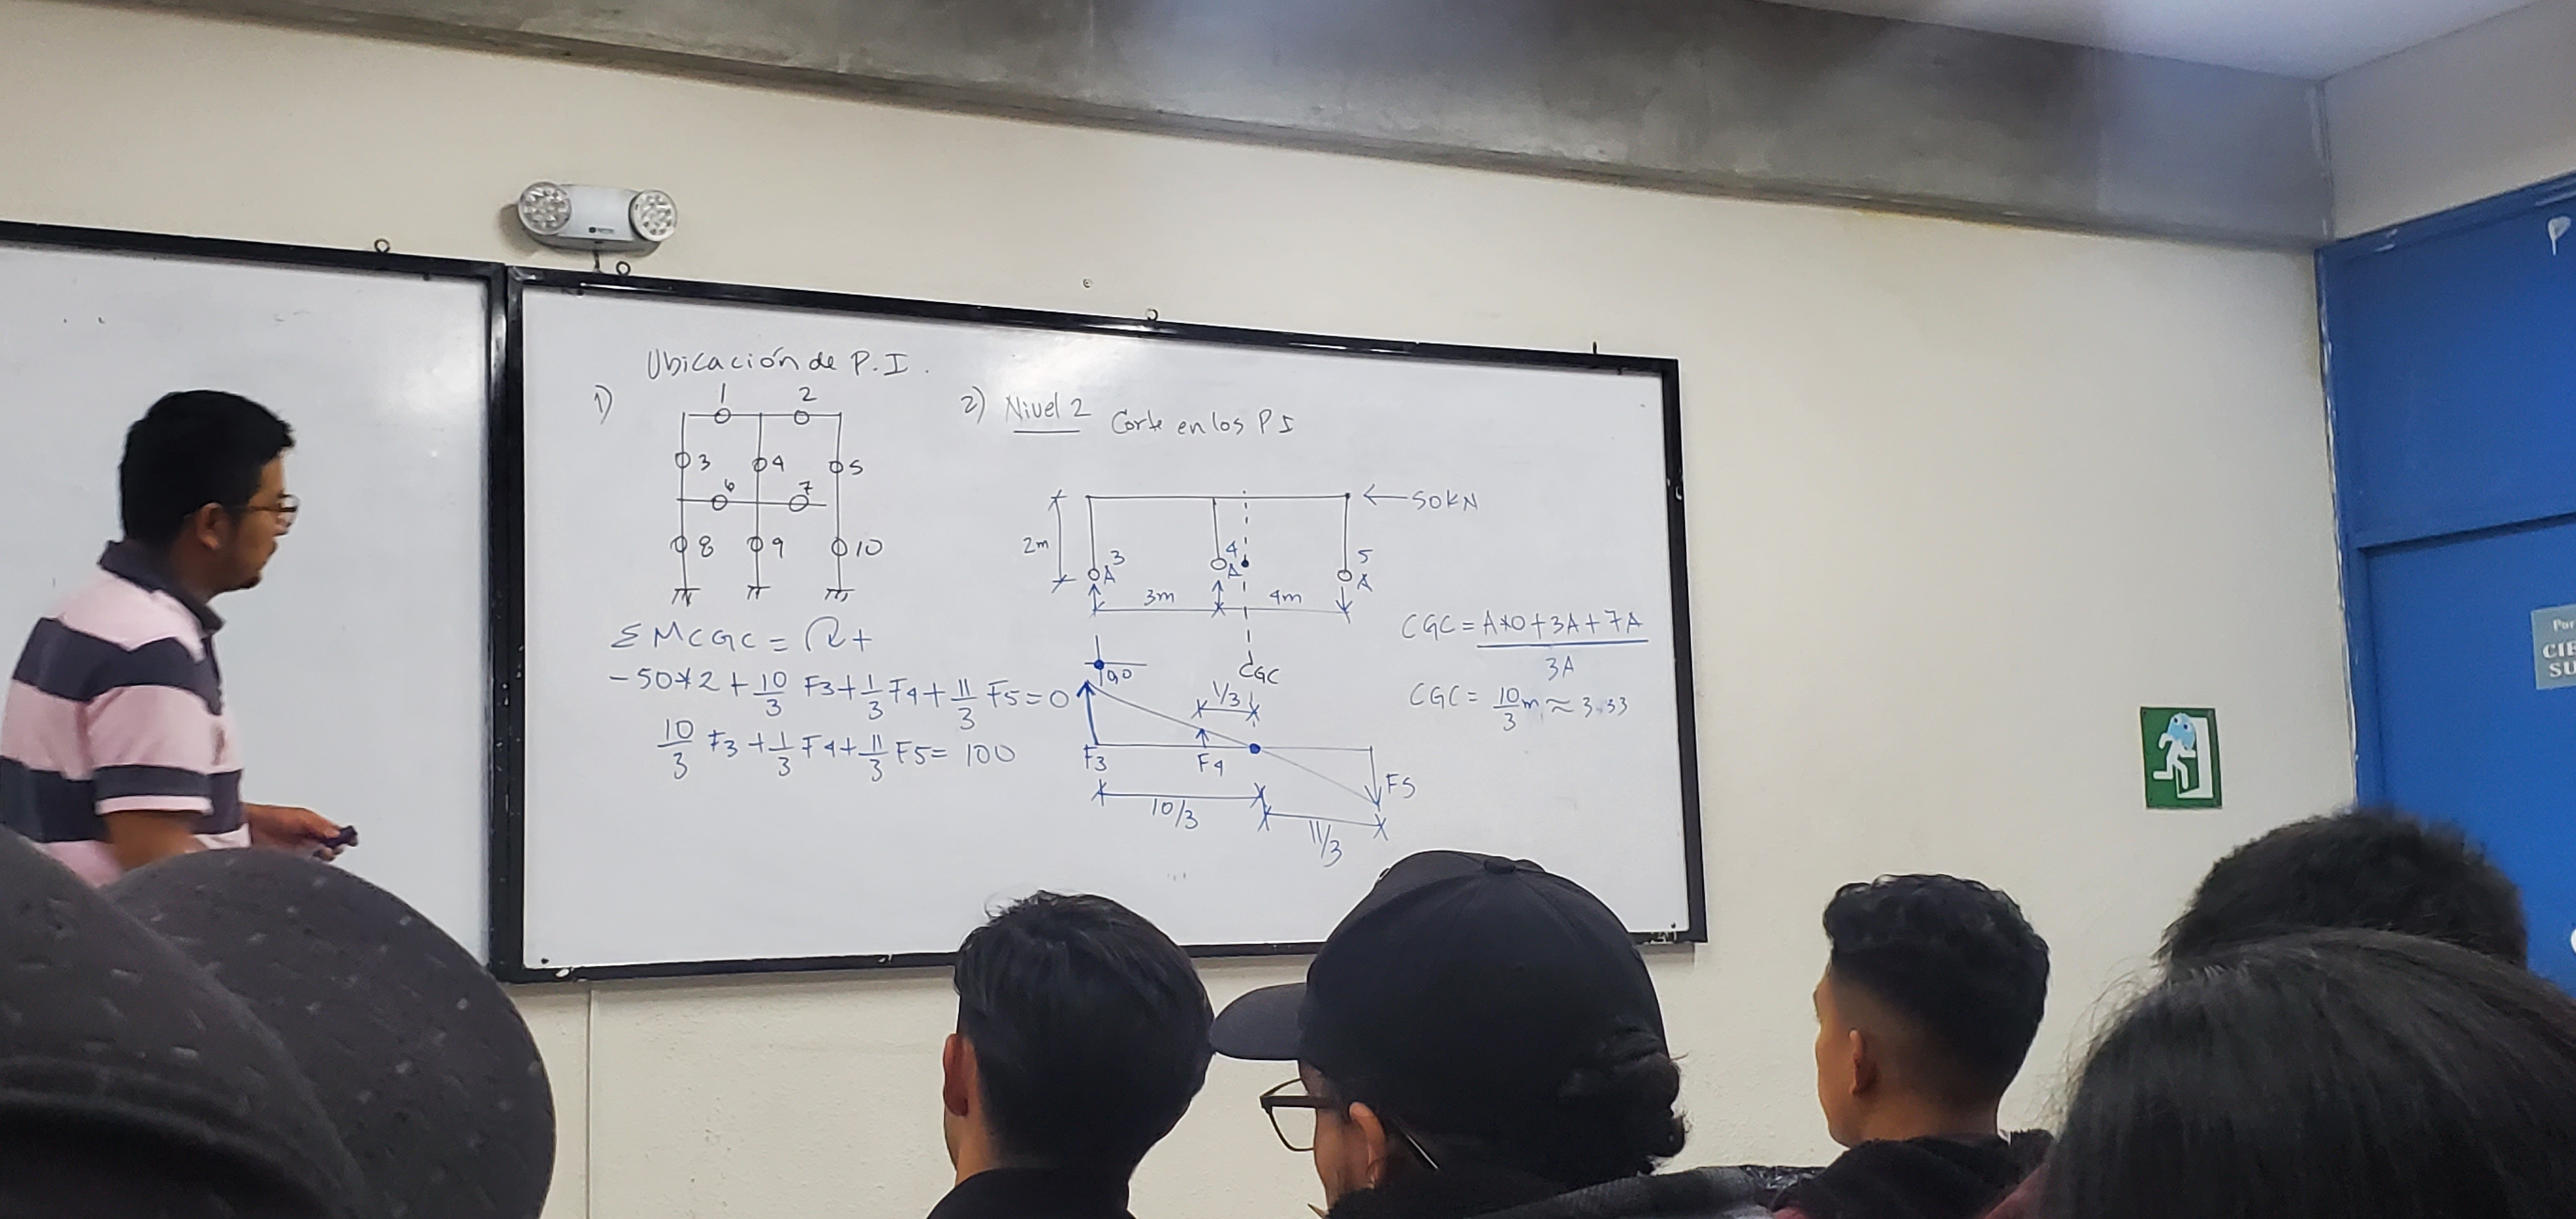 Ubicación de P.I.
1)
1 2
3 4 5
6 7
8 9 10
ΣMCGC = +
-50*2 + 10/3 F3 + 1/3 F4 + 11/3 F5 = 0
10/3 F3 + 1/3 F4 + 11/3 F5 = 100
2) Nivel 2 Corte en los P I
← 50KN
2m
3 4 5
A A A
3m 4m
CGC
1/3
F3 F4 F5
10/3
11/3
CGC = A*0+3A+7A / 3A
CGC = 10/3 m ≈ 3.33